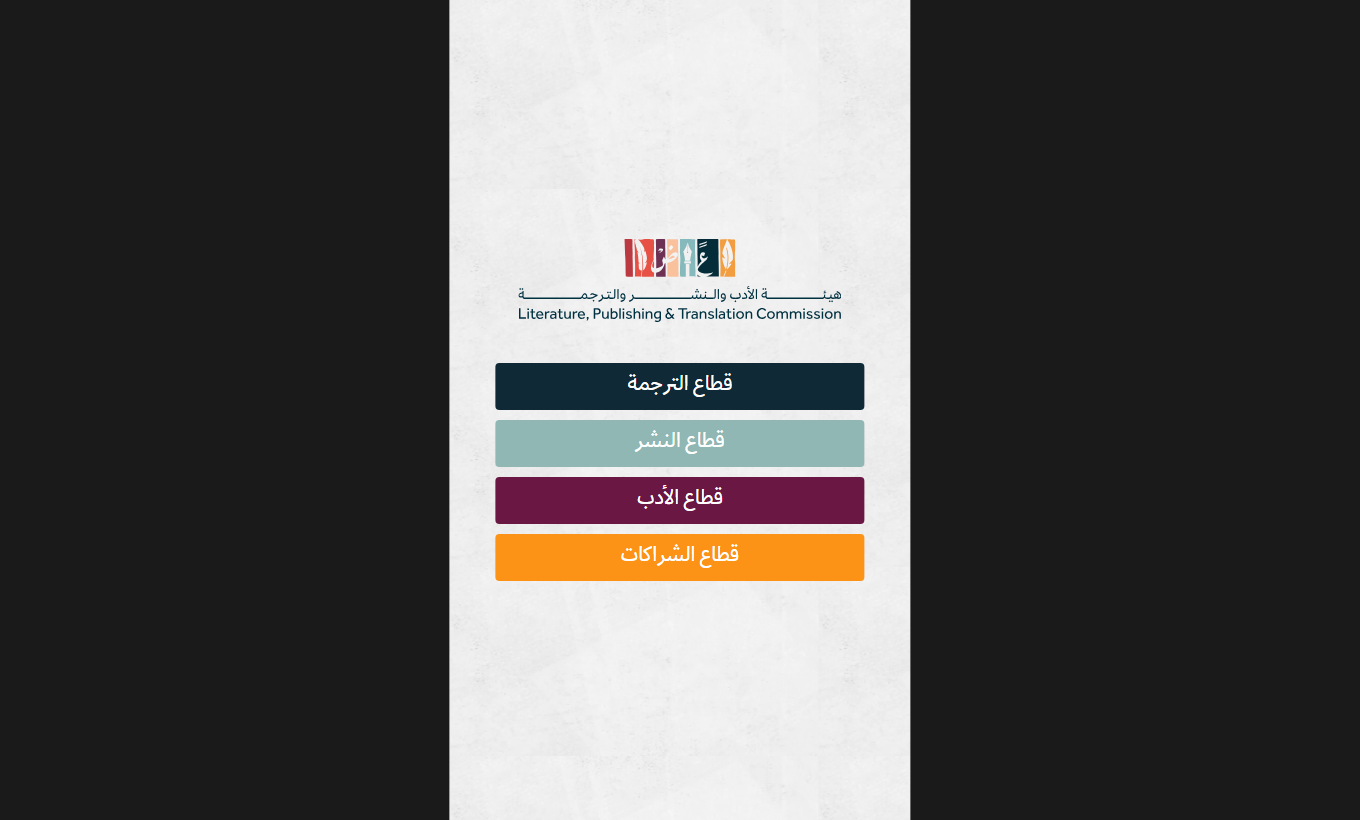 هيئة الأدب والنشر والترجمة
Literature, Publishing & Translation Commission
قطاع الترجمة
قطاع النشر
قطاع الأدب
قطاع الشراكات